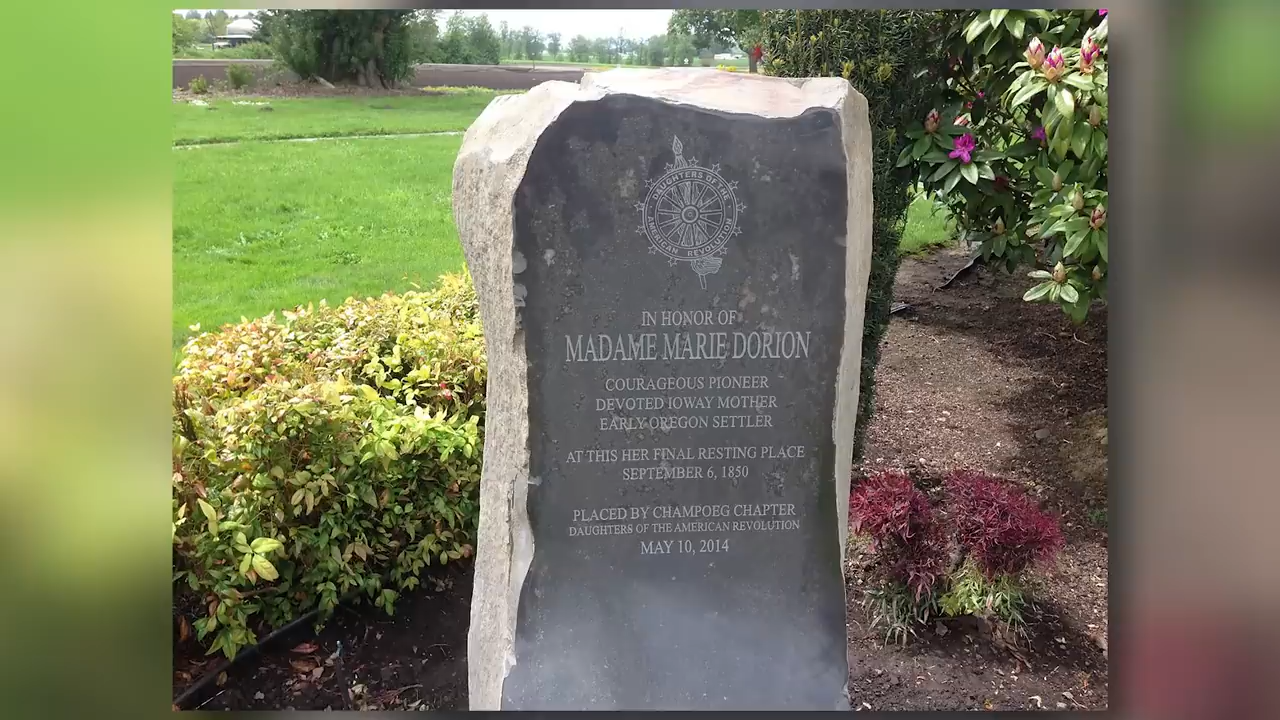 DAUGHTERS OF THE
AMERICAN REVOLUTION
IN HONOR OF
MADAME MARIE DORION
COURAGEOUS PIONEER
DEVOTED IOWAY MOTHER
EARLY OREGON SETTLER
AT THIS HER FINAL RESTING PLACE
SEPTEMBER 6, 1850
PLACED BY CHAMPOEG CHAPTER
DAUGHTERS OF THE AMERICAN REVOLUTION
MAY 10, 2014